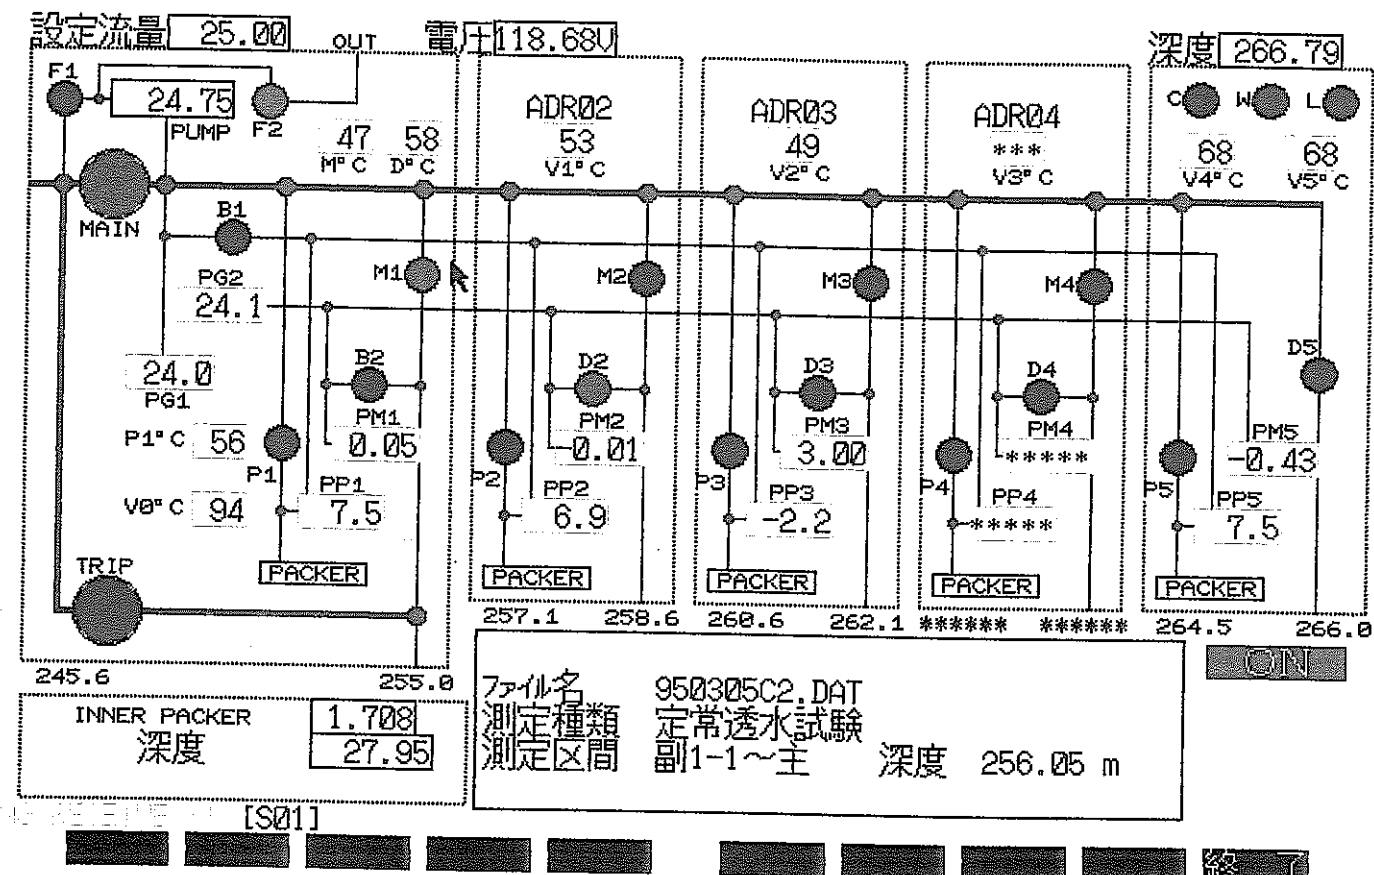 設定流量 25.00 OUT 電圧 118.68V 深度 266.79
F1 24.75 PUMP F2
47 58
M°C D°C
ADR02
53
V1°C
ADR03
49
V2°C
ADR04
***
V3°C
C W L
68 68
V4°C V5°C
MAIN
B1
M1 M2 M3 M4
PG2
24.1
24.0
PG1
B2 D2 D3 D4 D5
PM1 PM2 PM3 PM4 PM5
0.05 -0.01 3.00 ***** -0.43
P1°C 56
P1 P2 P3 P4 P5
V0°C 94
PP1 PP2 PP3 PP4 PP5
7.5 6.9 -2.2 ***** 7.5
TRIP
PACKER PACKER PACKER PACKER PACKER
257.1 258.6 260.6 262.1 ****** ****** 264.5 266.0
245.6 255.0
ON
INNER PACKER 1.708
深度 27.95
ファイル名 950305C2.DAT
測定種類 定常透水試験
測定区間 副1-1～主 深度 256.05 m
[S01]
終 了